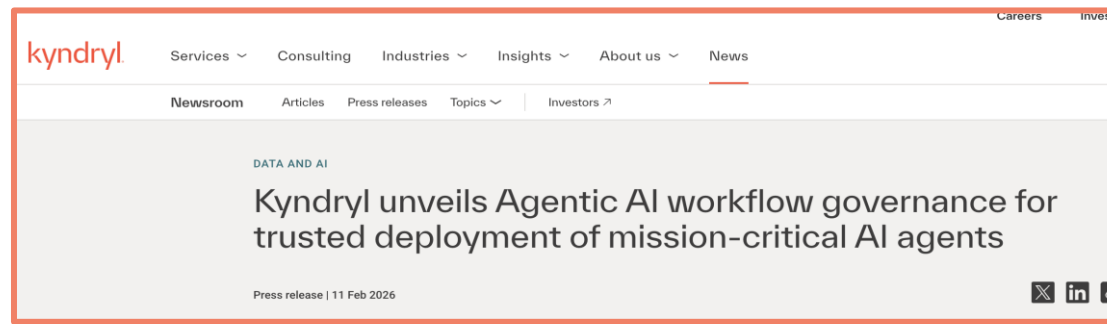 Careers
kyndryl.
Services Consulting Industries Insights About us News
Newsroom Articles Press releases Topics Investors ↗
DATA AND AI
Kyndryl unveils Agentic AI workflow governance for
trusted deployment of mission-critical AI agents
Press release | 11 Feb 2026